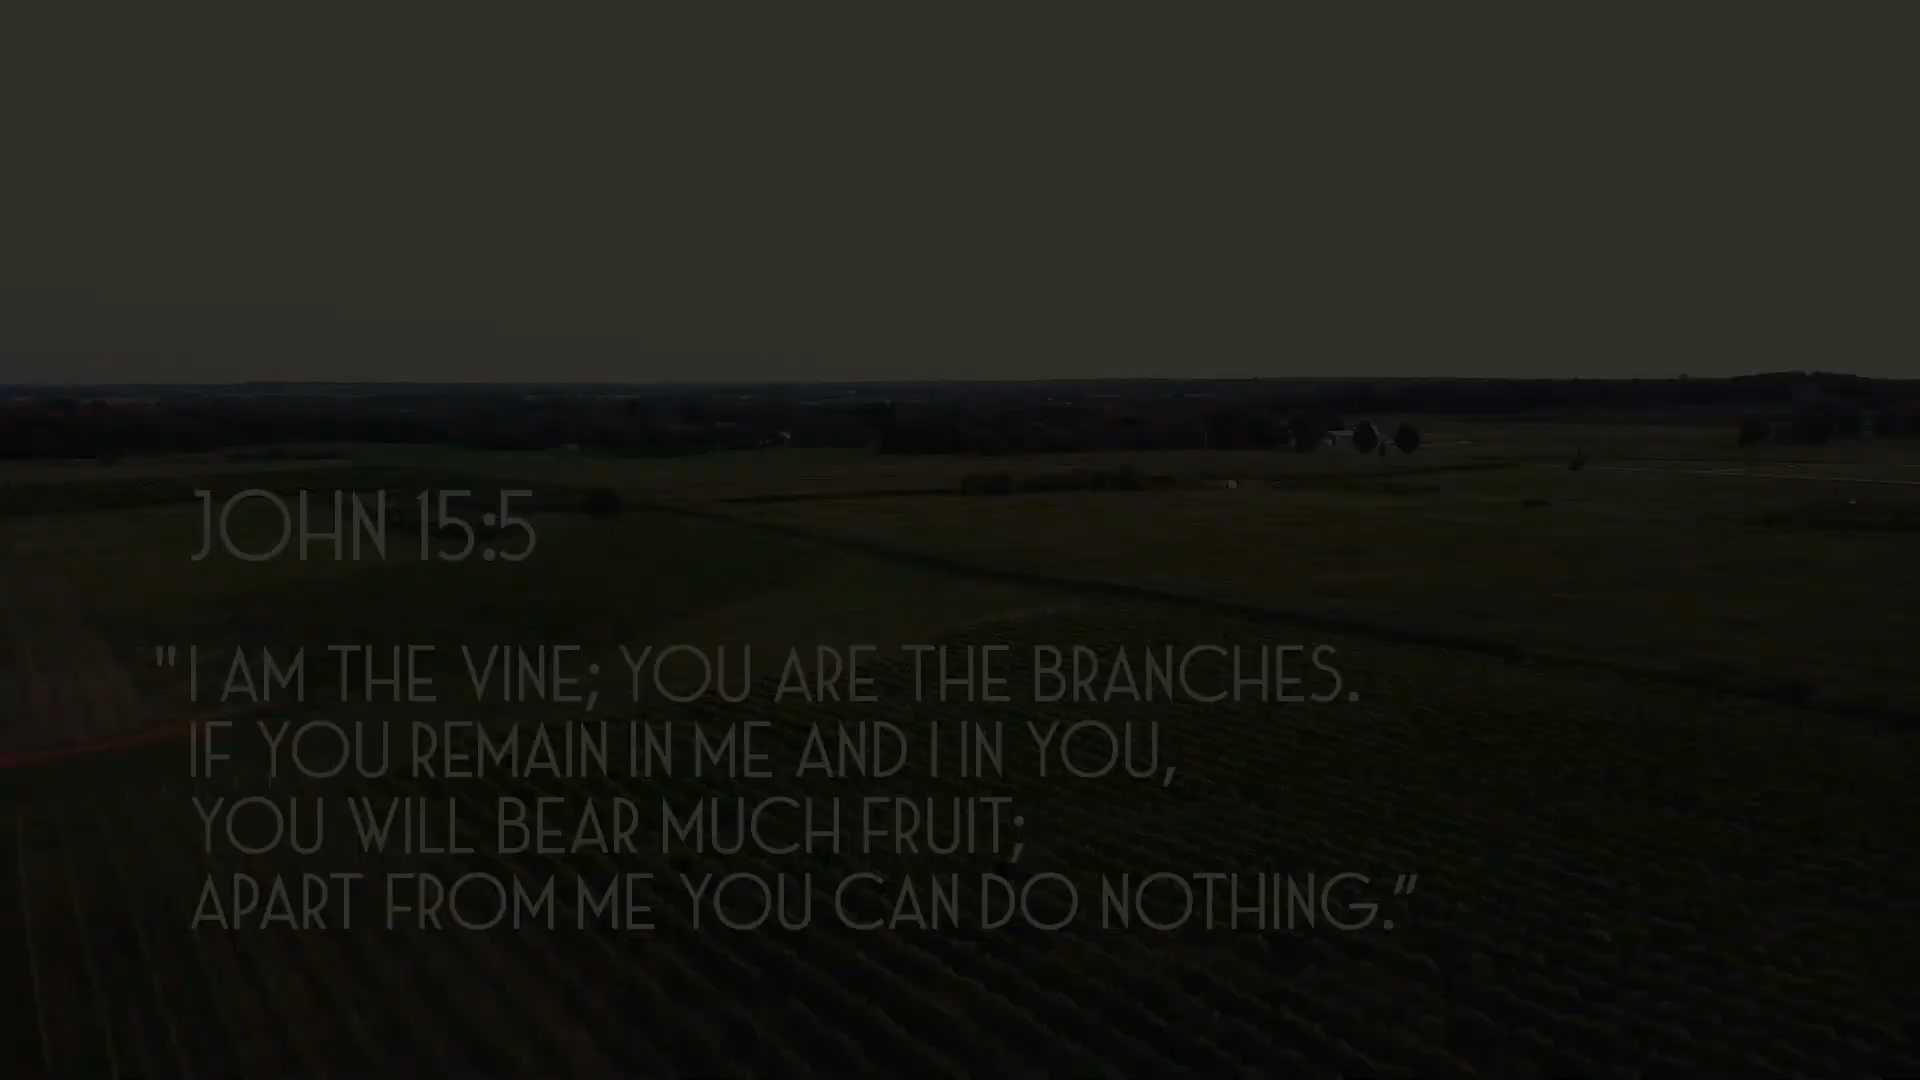 JOHN 15:5
"I AM THE VINE; YOU ARE THE BRANCHES.
IF YOU REMAIN IN ME AND I IN YOU,
YOU WILL BEAR MUCH FRUIT;
APART FROM ME YOU CAN DO NOTHING."